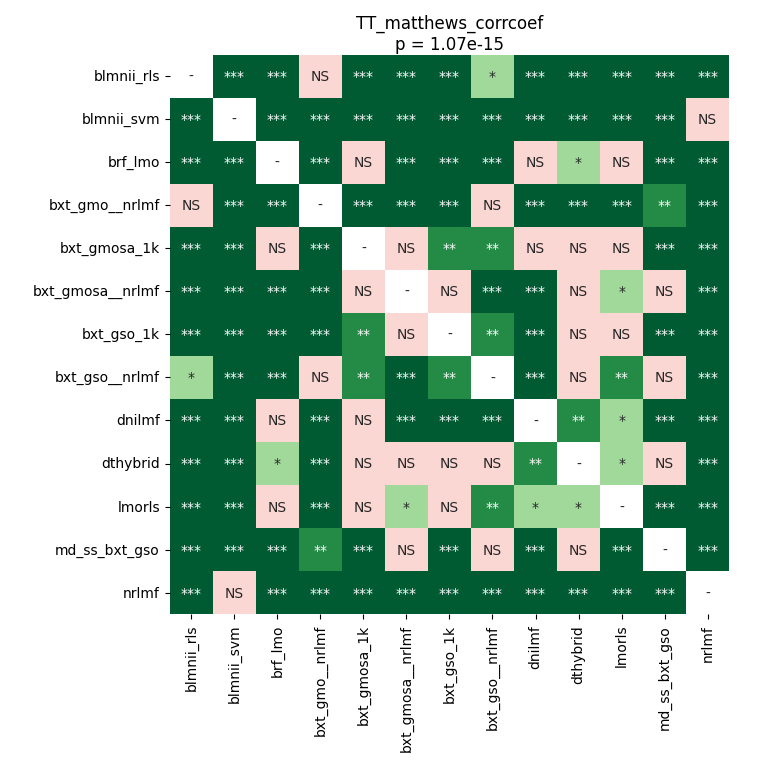 TT_matthews_corrcoef
p = 1.07e-15
blmnii_rls - *** *** NS *** *** *** * *** *** *** *** ***
blmnii_svm *** - *** *** *** *** *** *** *** *** *** *** NS
brf_lmo *** *** - *** NS *** *** *** NS * NS *** ***
bxt_gmo__nrlmf NS *** *** - *** *** *** NS *** *** *** ** ***
bxt_gmosa_1k *** *** NS *** - NS ** ** NS NS NS *** ***
bxt_gmosa__nrlmf *** *** *** *** NS - NS *** *** NS * NS ***
bxt_gso_1k *** *** *** *** ** NS - ** *** NS NS *** ***
bxt_gso__nrlmf * *** *** NS ** *** ** - *** NS ** NS ***
dnilmf *** *** NS *** NS *** *** *** - ** * *** ***
dthybrid *** *** * *** NS NS NS NS ** - * NS ***
lmorls *** *** NS *** NS * NS ** * * - *** ***
md_ss_bxt_gso *** *** *** ** *** NS *** NS *** NS *** - ***
nrlmf *** NS *** *** *** *** *** *** *** *** *** *** -
blmnii_rls
blmnii_svm
brf_lmo
bxt_gmo__nrlmf
bxt_gmosa_1k
bxt_gmosa__nrlmf
bxt_gso_1k
bxt_gso__nrlmf
dnilmf
dthybrid
lmorls
md_ss_bxt_gso
nrlmf